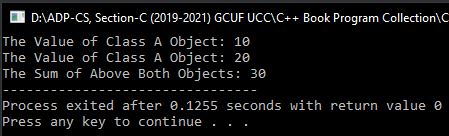 D:\ADP-CS, Section-C (2019-2021) GCUF UCC\C++ Book Program Collection\C
The Value of Class A Object: 10
The Value of Class A Object: 20
The Sum of Above Both Objects: 30
--------------------------------
Process exited after 0.1255 seconds with return value 0
Press any key to continue . . .